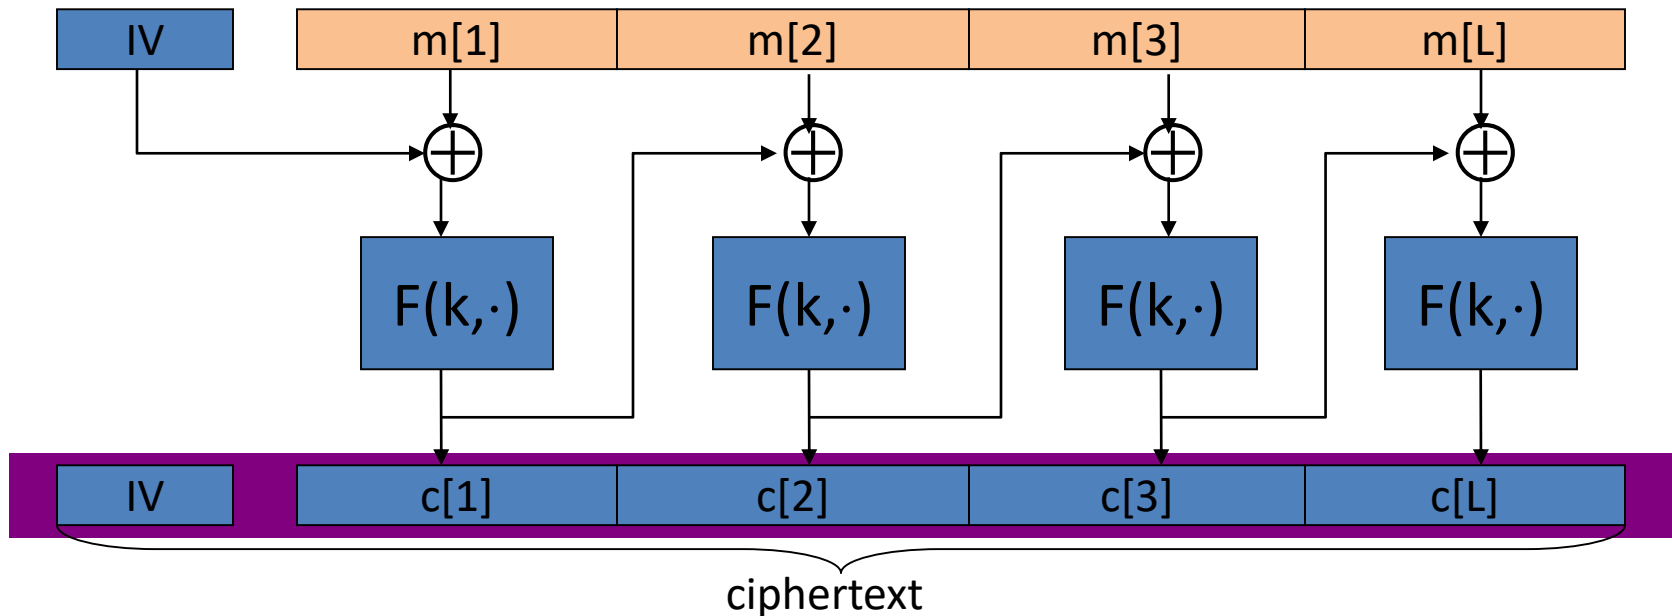 IV m[1] m[2] m[3] m[L]
F(k,·) F(k,·) F(k,·) F(k,·)
IV c[1] c[2] c[3] c[L]
ciphertext